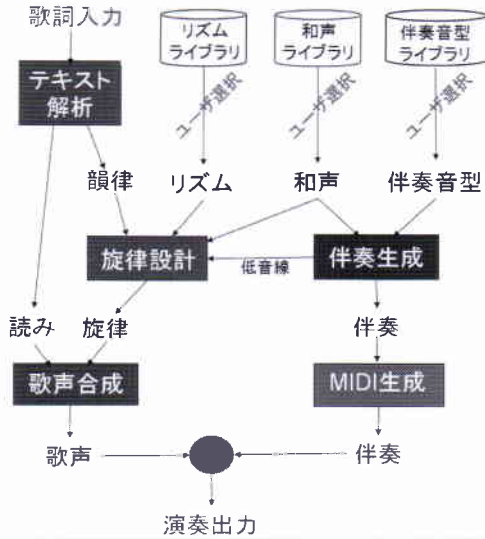 歌詞入力
リズム
ライブラリ
和声
ライブラリ
伴奏音型
ライブラリ
テキスト
解析
ユーザ選択
ユーザ選択
ユーザ選択
韻律
リズム
和声
伴奏音型
旋律設計
低音線
伴奏生成
読み
旋律
伴奏
歌声合成
MIDI生成
歌声
伴奏
演奏出力